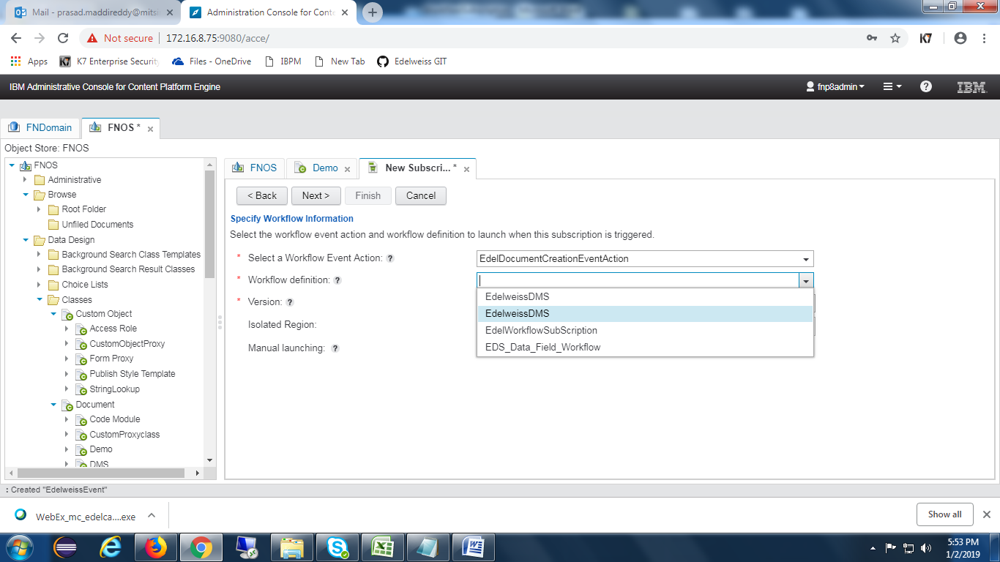 Mail - prasad.maddireddy@mitsi
Administration Console for Conte
Not secure | 172.16.8.75:9080/acce/
Apps K7 Enterprise Security Files - OneDrive IBPM New Tab Edelweiss GIT
IBM Administrative Console for Content Platform Engine
fnp8admin
IBM
FNDomain
FNOS *
Object Store: FNOS
FNOS
Administrative
Browse
Root Folder
Unfiled Documents
Data Design
Background Search Class Templates
Background Search Result Classes
Choice Lists
Classes
Custom Object
Access Role
CustomObjectProxy
Form Proxy
Publish Style Template
StringLookup
Document
Code Module
CustomProxyclass
Demo
DMS
FNOS
Demo
New Subscri... *
< Back Next > Finish Cancel
Specify Workflow Information
Select the workflow event action and workflow definition to launch when this subscription is triggered.
* Select a Workflow Event Action: ? EdelDocumentCreationEventAction
* Workflow definition: ?
EdelweissDMS
EdelweissDMS
EdelWorkflowSubScription
EDS_Data_Field_Workflow
* Version: ?
Isolated Region:
Manual launching: ?
: Created "EdelweissEvent"
WebEx_mc_edelca....exe
Show all
5:53 PM
1/2/2019